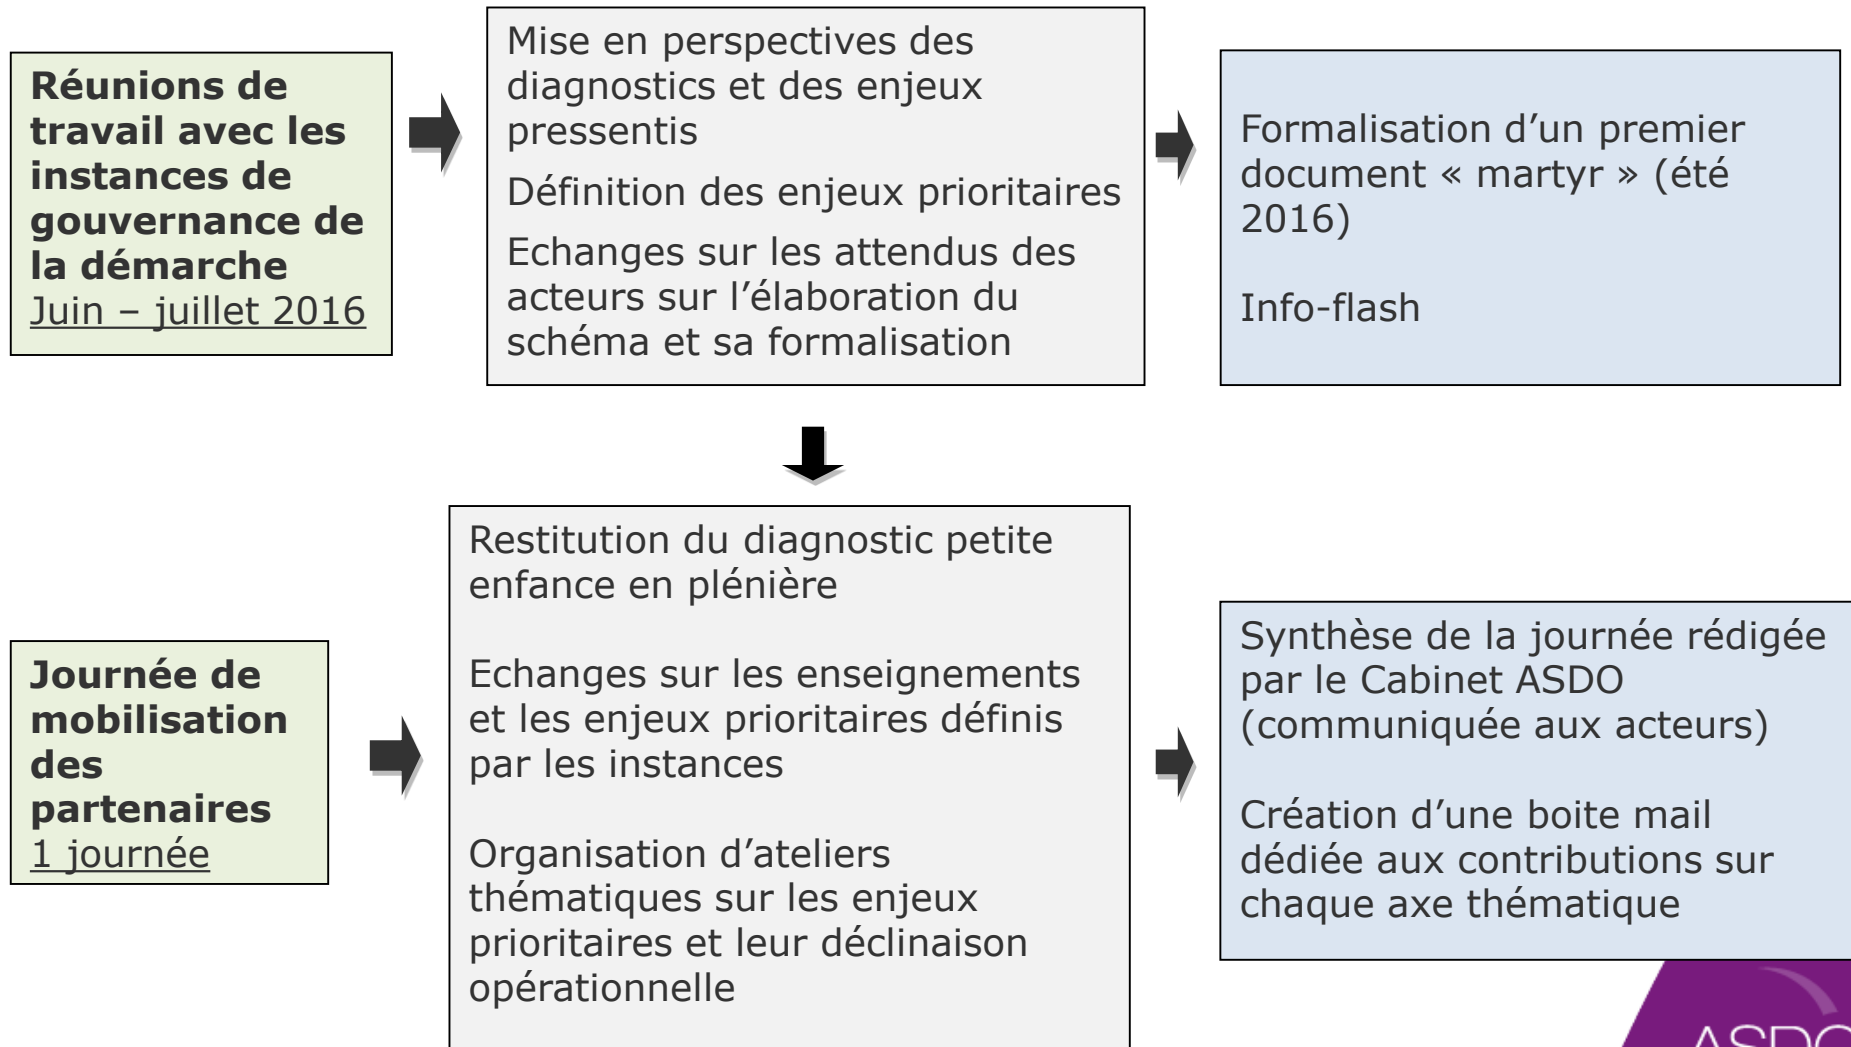 Réunions de
travail avec les
instances de
gouvernance de
la démarche
Juin – juillet 2016
Mise en perspectives des
diagnostics et des enjeux
pressentis
Définition des enjeux prioritaires
Echanges sur les attendus des
acteurs sur l’élaboration du
schéma et sa formalisation
Formalisation d’un premier
document « martyr » (été
2016)
Info-flash
Journée de
mobilisation
des
partenaires
1 journée
Restitution du diagnostic petite
enfance en plénière
Echanges sur les enseignements
et les enjeux prioritaires définis
par les instances
Organisation d’ateliers
thématiques sur les enjeux
prioritaires et leur déclinaison
opérationnelle
Synthèse de la journée rédigée
par le Cabinet ASDO
(communiquée aux acteurs)
Création d’une boite mail
dédiée aux contributions sur
chaque axe thématique
ASDO